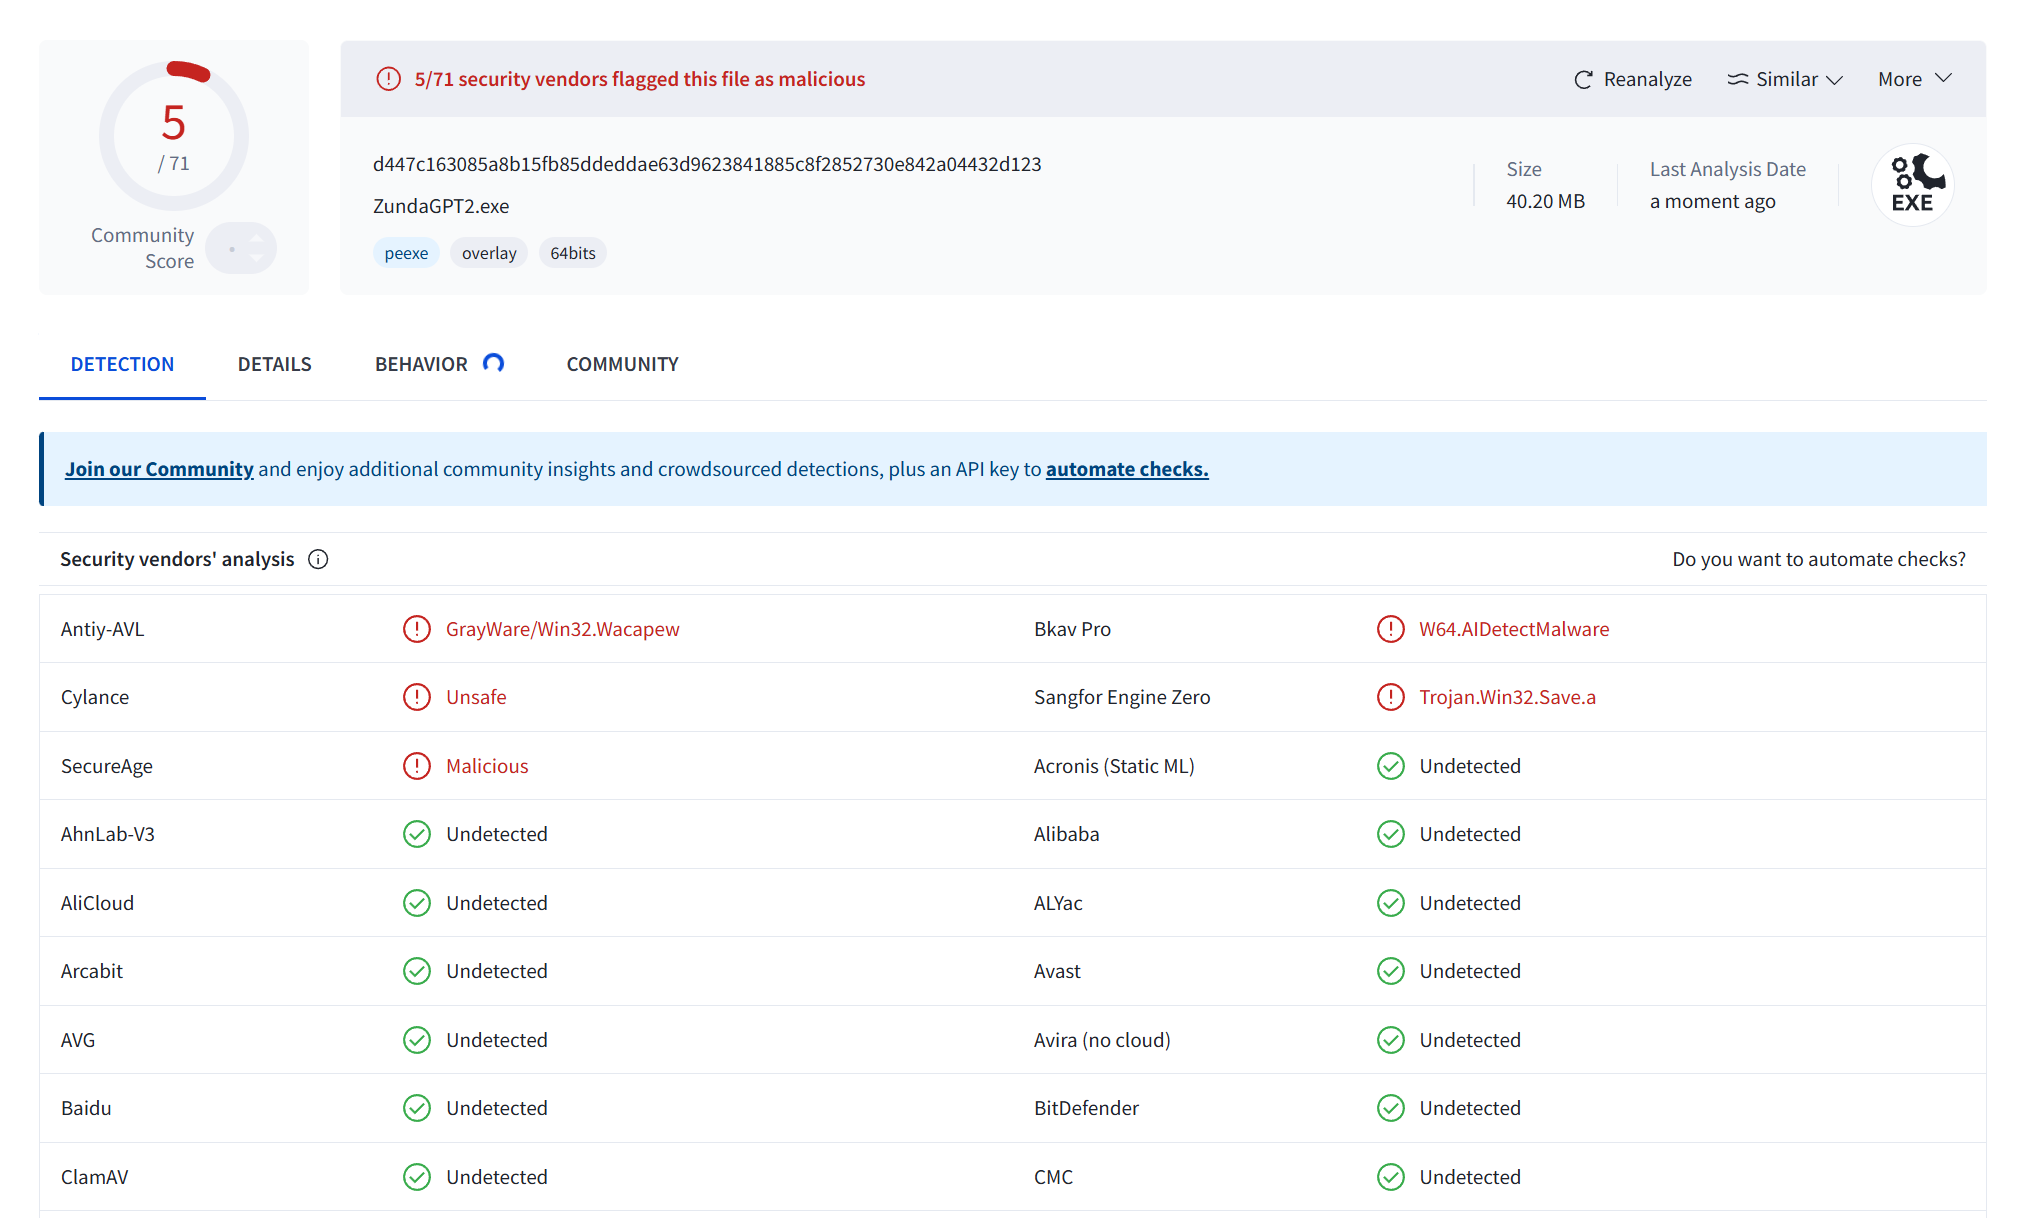 5
/ 71
Community
Score
5/71 security vendors flagged this file as malicious
Reanalyze
Similar
More
d447c163085a8b15fb85ddeddae63d9623841885c8f2852730e842a04432d123
ZundaGPT2.exe
peexe
overlay
64bits
Size
40.20 MB
Last Analysis Date
a moment ago
EXE
DETECTION
DETAILS
BEHAVIOR
COMMUNITY
Join our Community and enjoy additional community insights and crowdsourced detections, plus an API key to automate checks.
Security vendors' analysis
Do you want to automate checks?
Antiy-AVL
GrayWare/Win32.Wacapew
Bkav Pro
W64.AIDetectMalware
Cylance
Unsafe
Sangfor Engine Zero
Trojan.Win32.Save.a
SecureAge
Malicious
Acronis (Static ML)
Undetected
AhnLab-V3
Undetected
Alibaba
Undetected
AliCloud
Undetected
ALYac
Undetected
Arcabit
Undetected
Avast
Undetected
AVG
Undetected
Avira (no cloud)
Undetected
Baidu
Undetected
BitDefender
Undetected
ClamAV
Undetected
CMC
Undetected